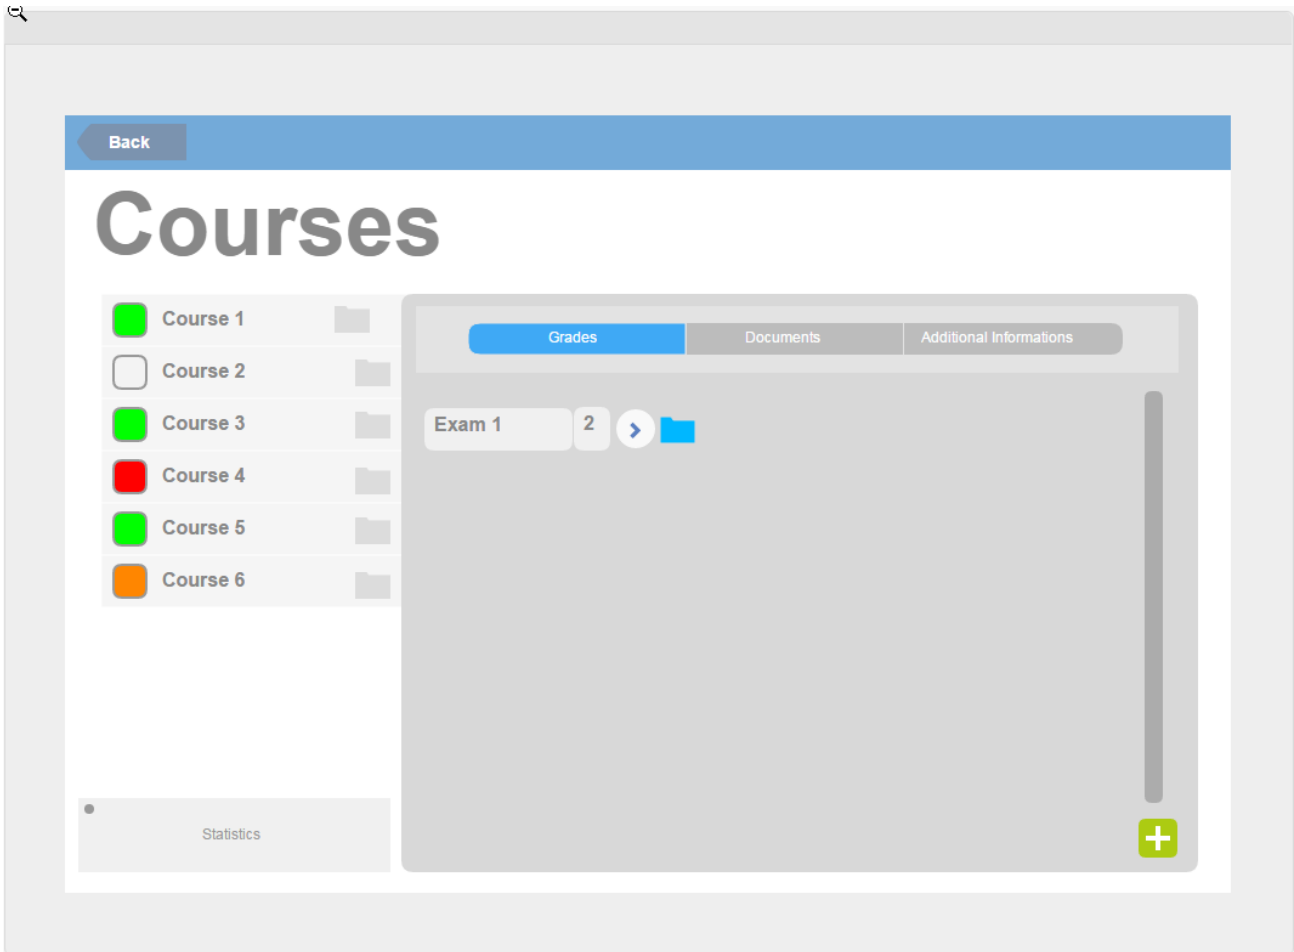 Back
Courses
Course 1
Course 2
Course 3
Course 4
Course 5
Course 6
Statistics
Grades Documents Additional Informations
Exam 1 2